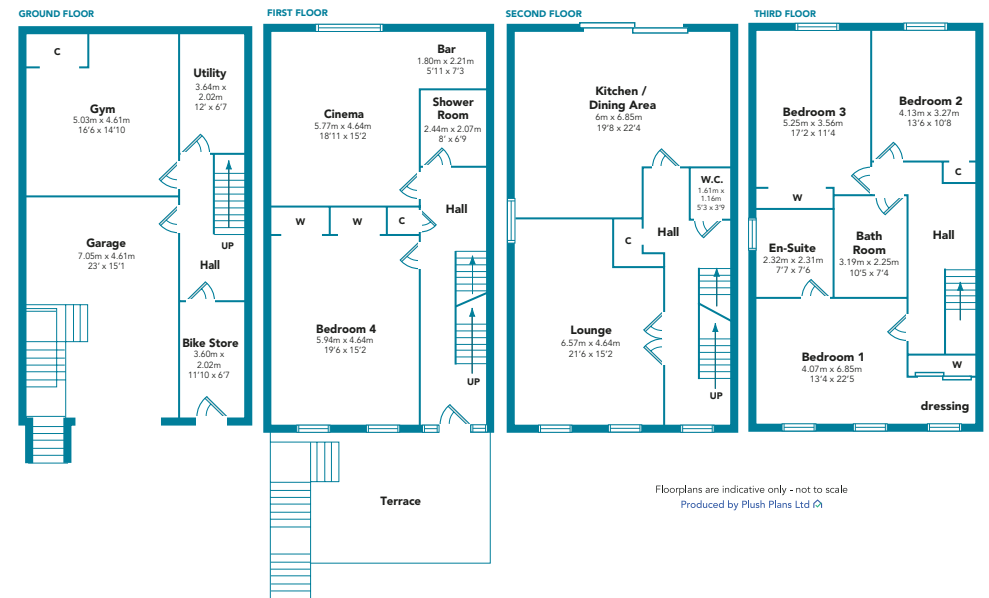 GROUND FLOOR
C
Utility
3.64m x
2.02m
12' x 6'7
Gym
5.03m x 4.61m
16'6 x 14'10
UP
Garage
7.05m x 4.61m
23' x 15'1
Hall
Bike Store
3.60m x
2.02m
11'10 x 6'7
FIRST FLOOR
Bar
1.80m x 2.21m
5'11 x 7'3
Cinema
5.77m x 4.64m
18'11 x 15'2
Shower
Room
2.44m x 2.07m
8' x 6'9
Hall
W
W
C
Bedroom 4
5.94m x 4.64m
19'6 x 15'2
UP
Terrace
SECOND FLOOR
Kitchen /
Dining Area
6m x 6.85m
19'8 x 22'4
W.C.
1.61m x
1.16m
5'3 x 3'9
C
Hall
Lounge
6.57m x 4.64m
21'6 x 15'2
UP
THIRD FLOOR
Bedroom 3
5.25m x 3.56m
17'2 x 11'4
Bedroom 2
4.13m x 3.27m
13'6 x 10'8
C
W
En-Suite
2.32m x 2.31m
7'7 x 7'6
Bath
Room
3.19m x 2.25m
10'5 x 7'4
Hall
Bedroom 1
4.07m x 6.85m
13'4 x 22'5
W
dressing
Floorplans are indicative only - not to scale
Produced by Plush Plans Ltd